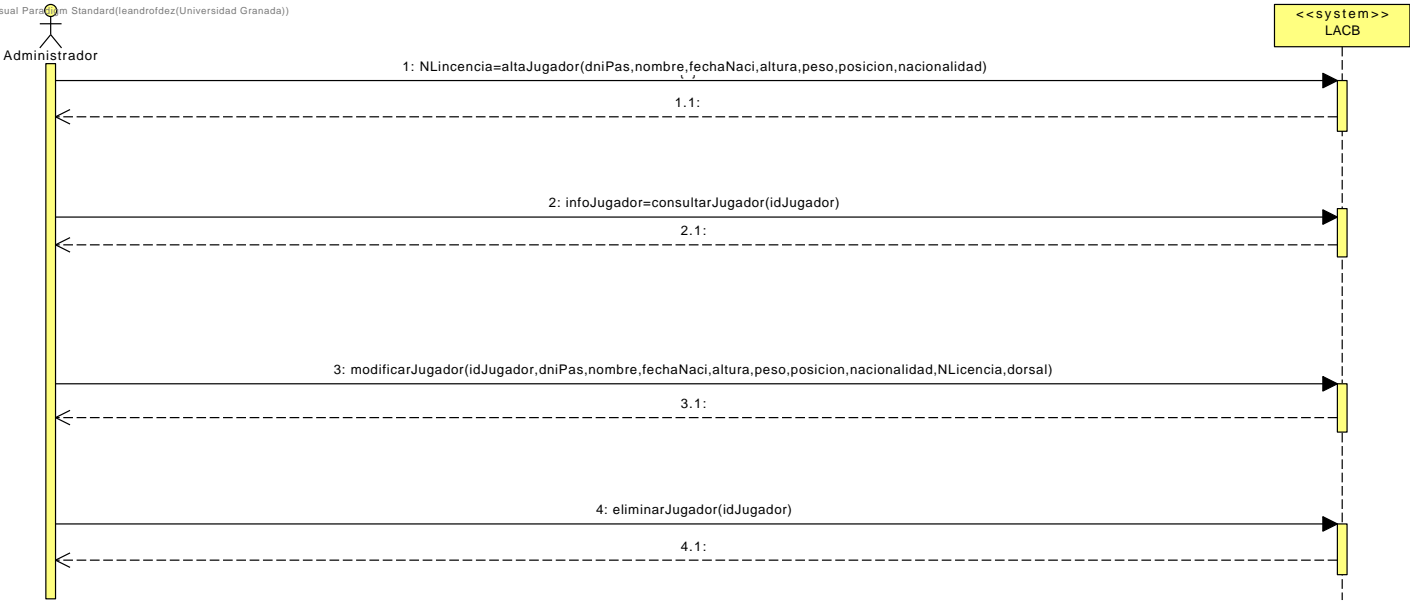 sual Paradigm Standard(leandrofdez(Universidad Granada))
<<system>>
LACB
Administrador
1: NLincencia=altaJugador(dniPas,nombre,fechaNaci,altura,peso,posicion,nacionalidad)
1.1:
2: infoJugador=consultarJugador(idJugador)
2.1:
3: modificarJugador(idJugador,dniPas,nombre,fechaNaci,altura,peso,posicion,nacionalidad,NLicencia,dorsal)
3.1:
4: eliminarJugador(idJugador)
4.1: